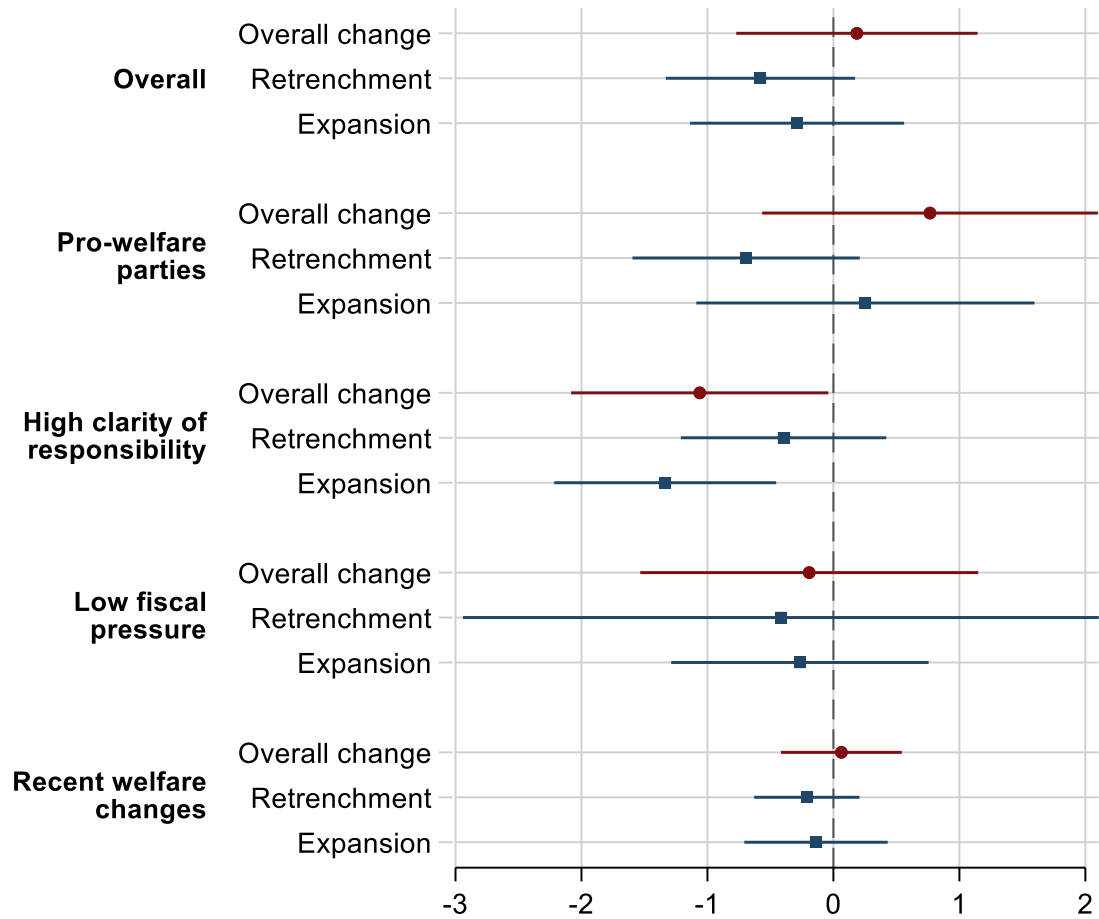 Overall change
Overall
Retrenchment
Expansion
Overall change
Pro-welfare
parties
Retrenchment
Expansion
Overall change
High clarity of
responsibility
Retrenchment
Expansion
Overall change
Low fiscal
pressure
Retrenchment
Expansion
Overall change
Recent welfare
changes
Retrenchment
Expansion
-3 -2 -1 0 1 2